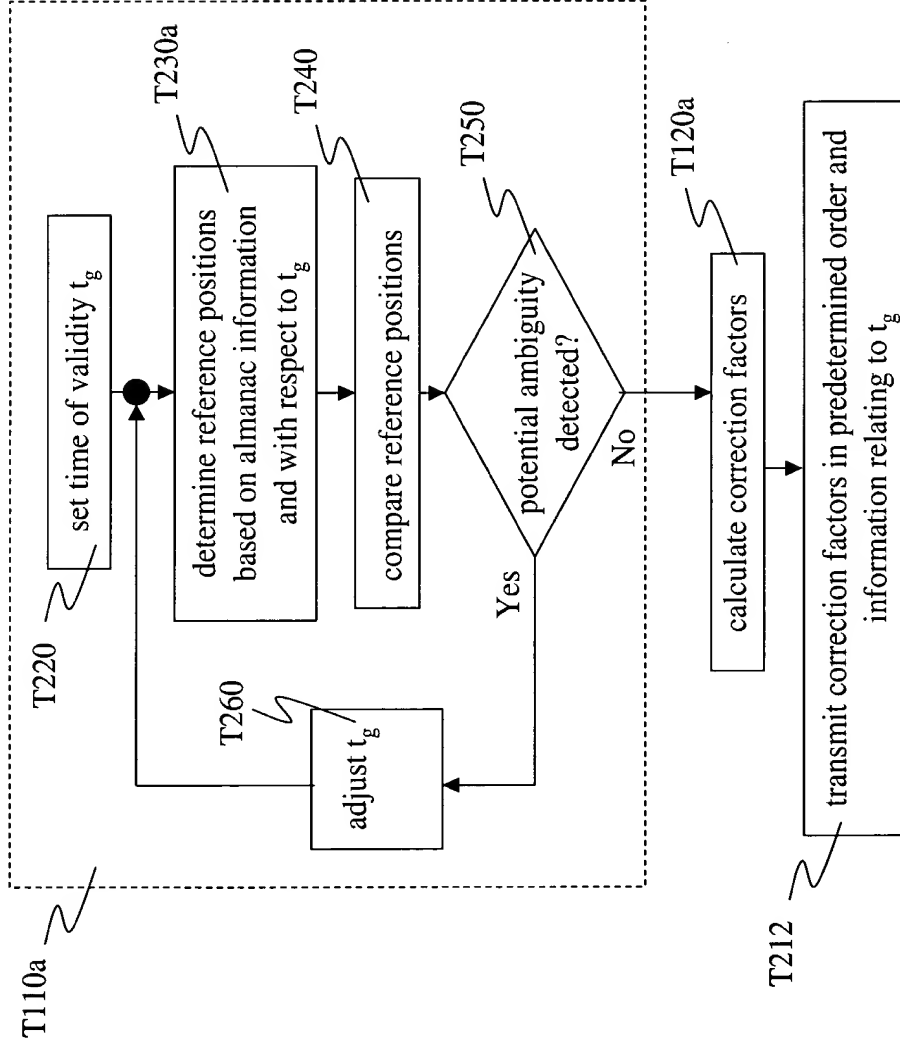 T110a
T220
set time of validity t_g
T230a
determine reference positions
based on almanac information
and with respect to t_g
T260
adjust t_g
T240
compare reference positions
T250
potential ambiguity
detected?
Yes
No
T120a
calculate correction factors
T212
transmit correction factors in predetermined order and
information relating to t_g